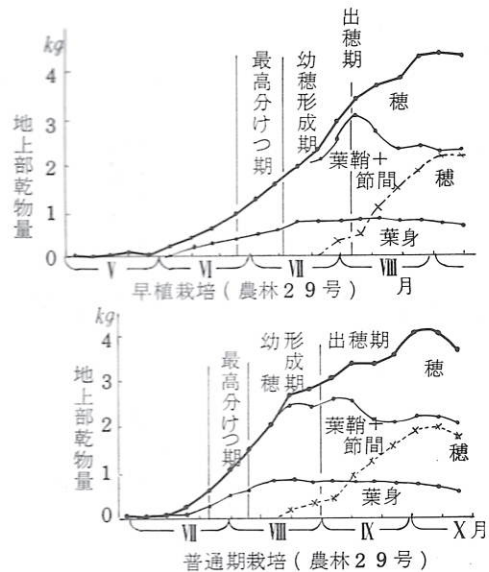 kg
4
3
2
1
0
地上部乾物量
最高分けつ期
幼穂形成期
出穂期
穂
葉鞘+
節間
穂
葉身
V
VI
VII
VIII
月
早植栽培(農林29号)
kg
4
3
2
1
0
地上部乾物量
最高分けつ期
幼穂形成期
出穂期
穂
葉鞘+
節間
穂
葉身
VII
VIII
IX
X月
普通期栽培(農林29号)